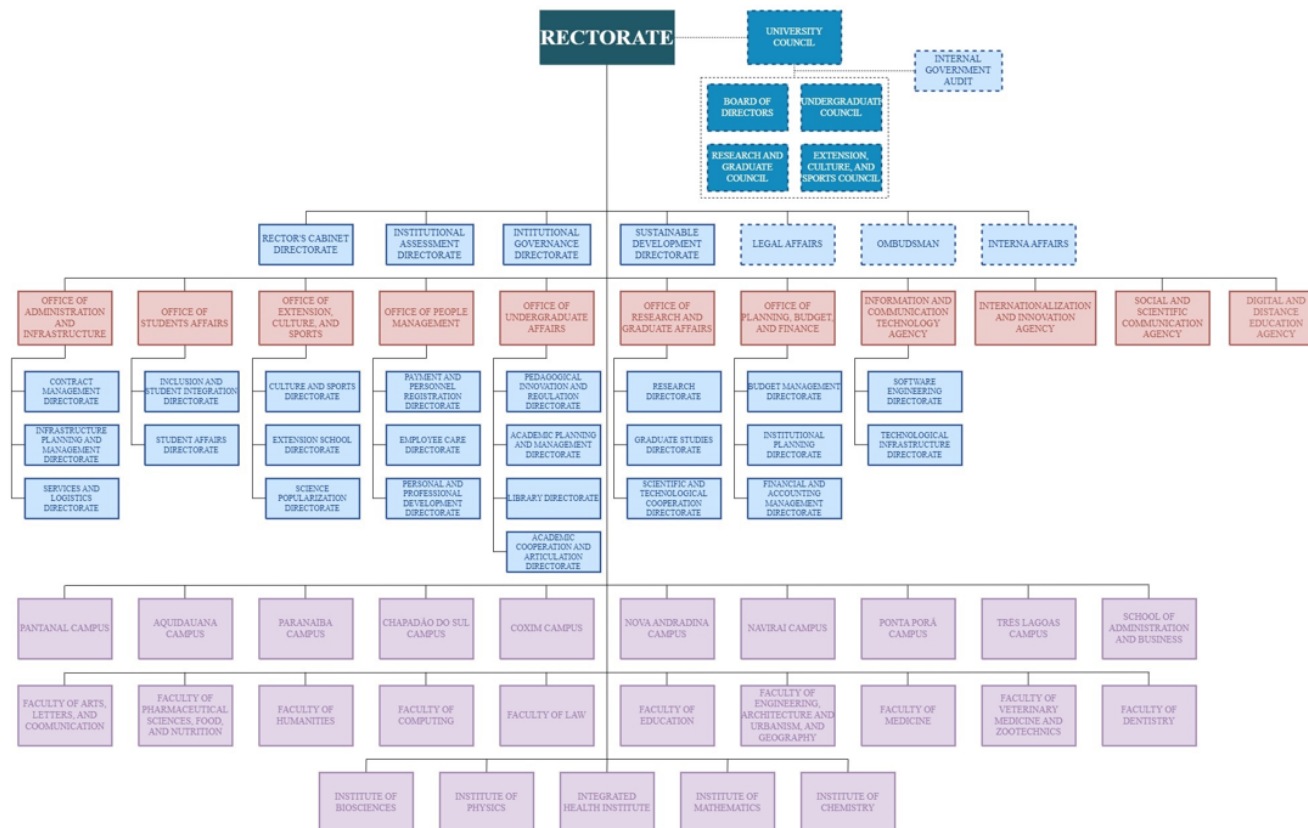 RECTORATE
UNIVERSITY
COUNCIL
INTERNAL
GOVERNMENT
AUDIT
BOARD OF
DIRECTORS
UNDERGRADUATE
COUNCIL
RESEARCH AND
GRADUATE
COUNCIL
EXTENSION,
CULTURE, AND
SPORTS COUNCIL
RECTOR'S CABINET
DIRECTORATE
INSTITUTIONAL
ASSESSMENT
DIRECTORATE
INTITUTIONAL
GOVERNANCE
DIRECTORATE
SUSTAINABLE
DEVELOPMENT
DIRECTORATE
LEGAL AFFAIRS
OMBUDSMAN
INTERNA AFFAIRS
OFFICE OF
ADMINISTRATION
AND
INFRASTRUCTURE
OFFICE OF
STUDENTS AFFAIRS
OFFICE OF
EXTENSION,
CULTURE, AND
SPORTS
OFFICE OF PEOPLE
MANAGEMENT
OFFICE OF
UNDERGRADUATE
AFFAIRS
OFFICE OF
RESEARCH AND
GRADUATE AFFAIRS
OFFICE OF
PLANNING, BUDGET,
AND FINANCE
INFORMATION AND
COMMUNICATION
TECHNOLOGY
AGENCY
INTERNATIONALIZATION
AND INNOVATION
AGENCY
SOCIAL AND
SCIENTIFIC
COMMUNICATION
AGENCY
DIGITAL AND
DISTANCE
EDUCATION
AGENCY
CONTRACT
MANAGEMENT
DIRECTORATE
INFRASTRUCTURE
PLANNING AND
MANAGEMENT
DIRECTORATE
SERVICES AND
LOGISTICS
DIRECTORATE
INCLUSION AND
STUDENT INTEGRATION
DIRECTORATE
STUDENT AFFAIRS
DIRECTORATE
CULTURE AND SPORTS
DIRECTORATE
EXTENSION SCHOOL
DIRECTORATE
SCIENCE
POPULARIZATION
DIRECTORATE
PAYMENT AND
PERSONNEL
REGISTRATION
DIRECTORATE
EMPLOYEE CARE
DIRECTORATE
PERSONAL AND
PROFESSIONAL
DEVELOPMENT
DIRECTORATE
PEDAGOGICAL
INNOVATION AND
REGULATION
DIRECTORATE
ACADEMIC PLANNING
AND MANAGEMENT
DIRECTORATE
LIBRARY DIRECTORATE
ACADEMIC
COOPERATION AND
ARTICULATION
DIRECTORATE
RESEARCH
DIRECTORATE
GRADUATE STUDIES
DIRECTORATE
SCIENTIFIC AND
TECHNOLOGICAL
COOPERATION
DIRECTORATE
BUDGET MANAGEMENT
DIRECTORATE
INSTITUTIONAL
PLANNING
DIRECTORATE
FINANCIAL AND
ACCOUNTING
MANAGEMENT
DIRECTORATE
SOFTWARE
ENGINEERING
DIRECTORATE
TECHNOLOGICAL
INFRASTRUCTURE
DIRECTORATE
PANTANAL CAMPUS
AQUIDAUANA
CAMPUS
PARANAÍBA
CAMPUS
CHAPADÃO DO SUL
CAMPUS
COXIM CAMPUS
NOVA ANDRADINA
CAMPUS
NAVIRAÍ CAMPUS
PONTA PORÃ
CAMPUS
TRÊS LAGOAS
CAMPUS
SCHOOL OF
ADMINISTRATION
AND BUSINESS
FACULTY OF ARTS,
LETTERS, AND
COOMUNICATION
FACULTY OF
PHARMACEUTICAL
SCIENCES, FOOD,
AND NUTRITION
FACULTY OF
HUMANITIES
FACULTY OF
COMPUTING
FACULTY OF LAW
FACULTY OF
EDUCATION
FACULTY OF
ENGINEERING,
ARCHITECTURE AND
URBANISM, AND
GEOGRAPHY
FACULTY OF
MEDICINE
FACULTY OF
VETERINARY
MEDICINE AND
ZOOTECHNICS
FACULTY OF
DENTISTRY
INSTITUTE OF
BIOSCIENCES
INSTITUTE OF
PHYSICS
INTEGRATED
HEALTH INSTITUTE
INSTITUTE OF
MATHEMATICS
INSTITUTE OF
CHEMISTRY